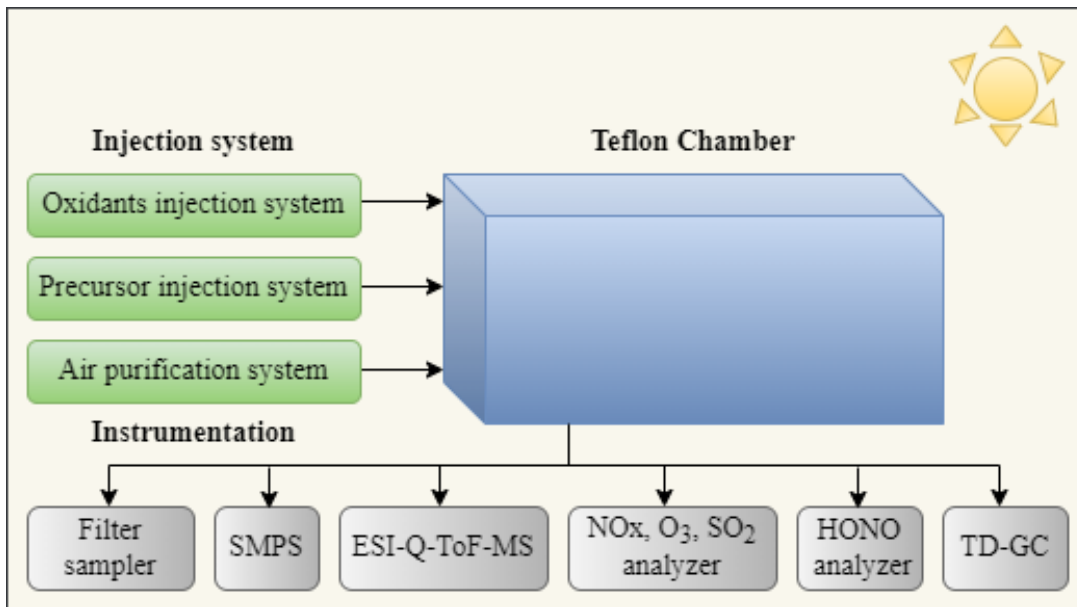 Injection system
Teflon Chamber
Oxidants injection system
Precursor injection system
Air purification system
Instrumentation
Filter
sampler
SMPS
ESI-Q-ToF-MS
NOx, O₃, SO₂
analyzer
HONO
analyzer
TD-GC